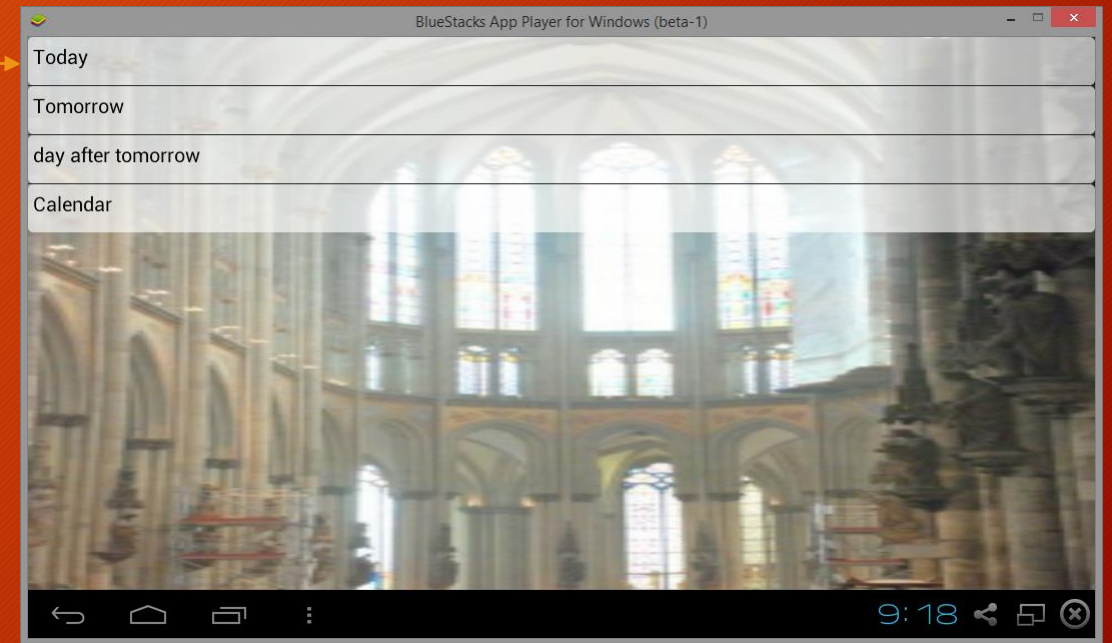 BlueStacks App Player for Windows (beta-1)
Today
Tomorrow
day after tomorrow
Calendar
9:18